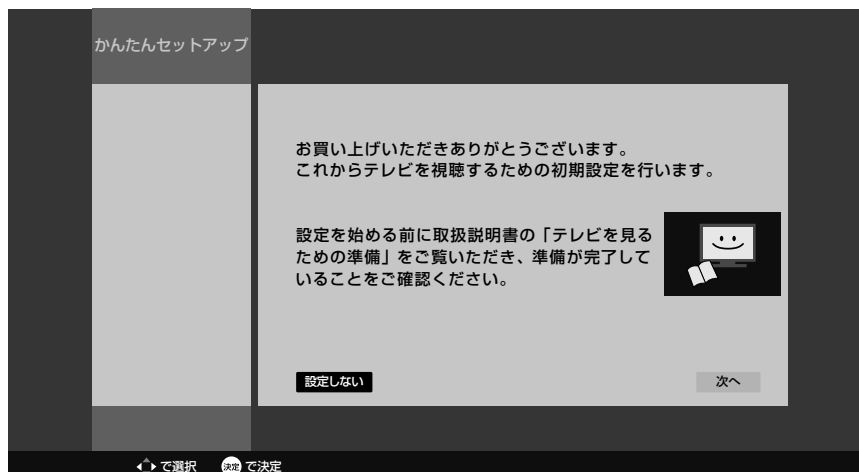 かんたんセットアップ
お買い上げいただきありがとうございます。
これからテレビを視聴するための初期設定を行います。
設定を始める前に取扱説明書の「テレビを見る
ための準備」をご覧いただき、準備が完了して
いることをご確認ください。
設定しない
次へ
で選択 決定 で決定